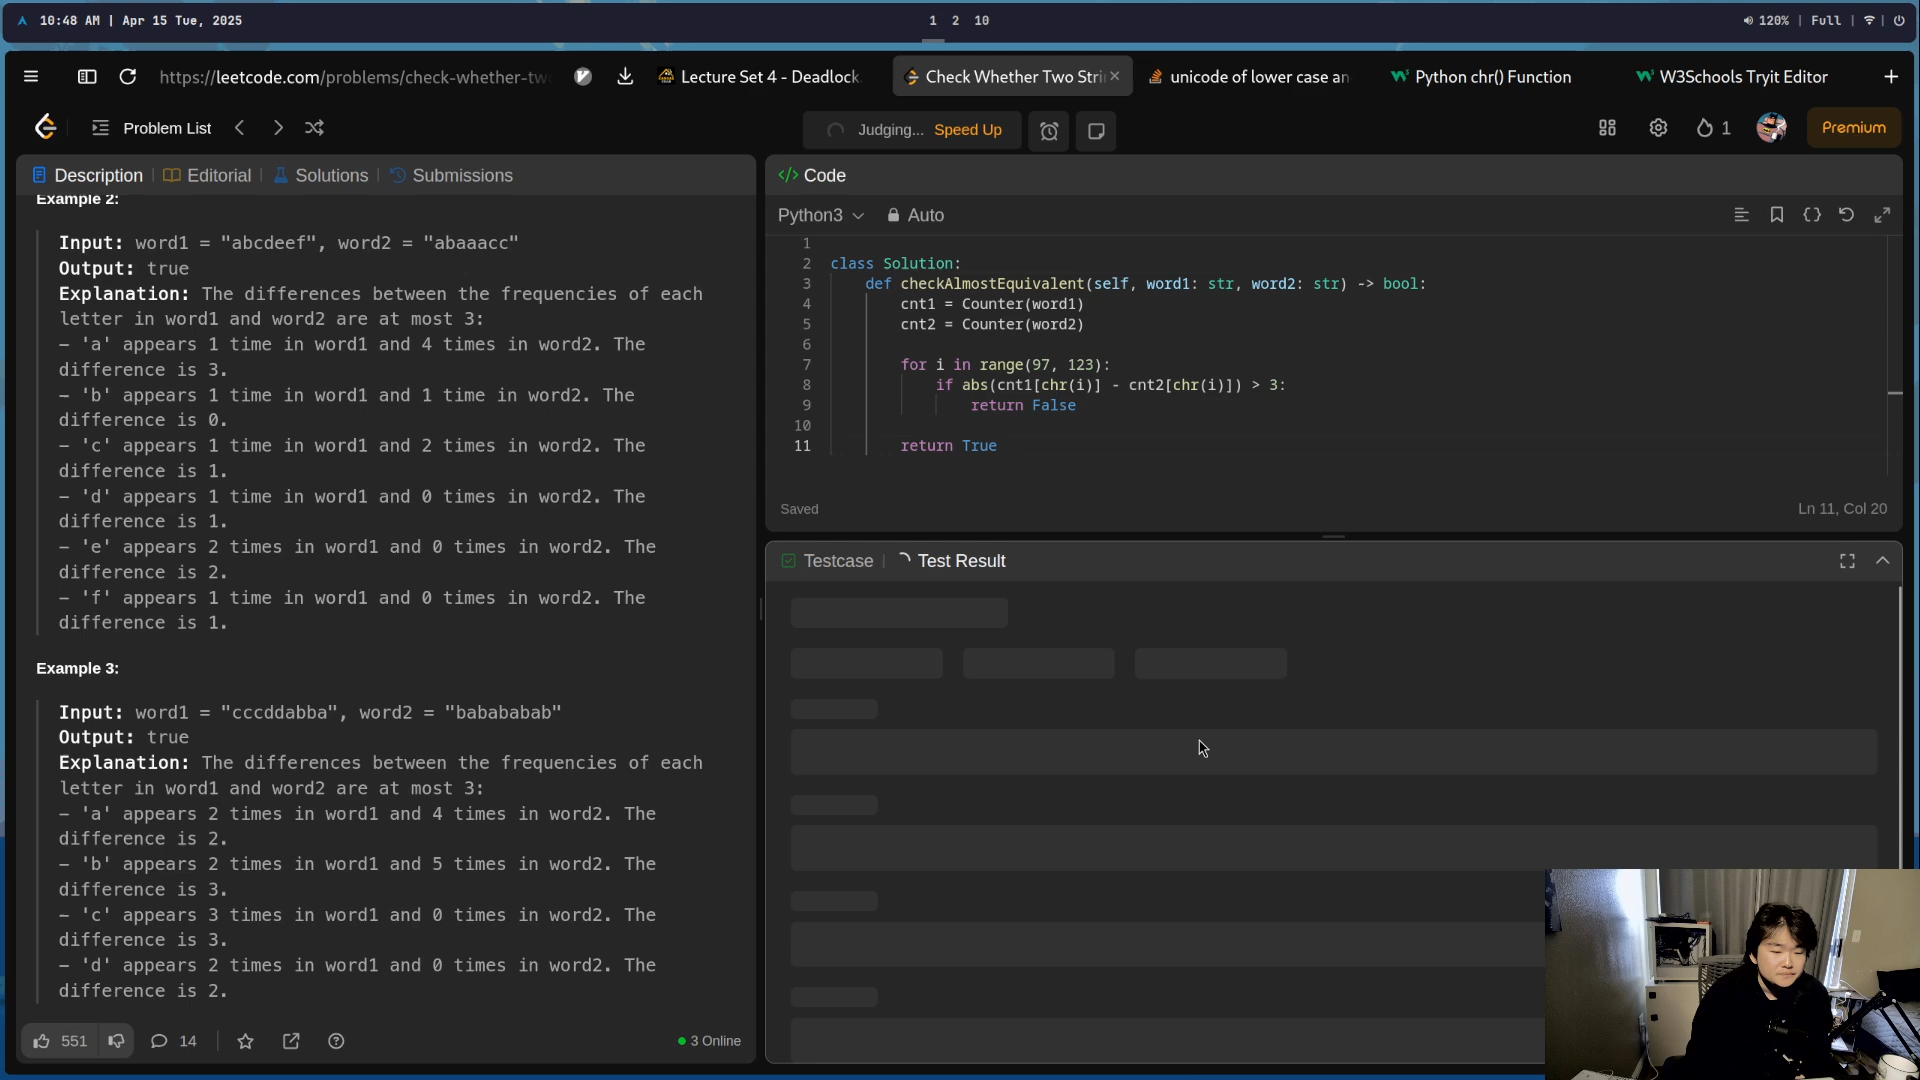 10:48 AM | Apr 15 Tue, 2025
1 2 10
120% | Full
https://leetcode.com/problems/check-whether-tw
Lecture Set 4 - Deadlock
Check Whether Two Stri
unicode of lower case an
Python chr() Function
W3Schools Tryit Editor
Problem List
Judging... Speed Up
1
Premium
Description
Editorial
Solutions
Submissions
Example 2:
Input: word1 = "abcdeef", word2 = "abaaacc"
Output: true
Explanation: The differences between the frequencies of each
letter in word1 and word2 are at most 3:
- 'a' appears 1 time in word1 and 4 times in word2. The
difference is 3.
- 'b' appears 1 time in word1 and 1 time in word2. The
difference is 0.
- 'c' appears 1 time in word1 and 2 times in word2. The
difference is 1.
- 'd' appears 1 time in word1 and 0 times in word2. The
difference is 1.
- 'e' appears 2 times in word1 and 0 times in word2. The
difference is 2.
- 'f' appears 1 time in word1 and 0 times in word2. The
difference is 1.
Example 3:
Input: word1 = "cccddabba", word2 = "babababab"
Output: true
Explanation: The differences between the frequencies of each
letter in word1 and word2 are at most 3:
- 'a' appears 2 times in word1 and 4 times in word2. The
difference is 2.
- 'b' appears 2 times in word1 and 5 times in word2. The
difference is 3.
- 'c' appears 3 times in word1 and 0 times in word2. The
difference is 3.
- 'd' appears 2 times in word1 and 0 times in word2. The
difference is 2.
551
14
3 Online
Code
Python3
Auto
1
2 class Solution:
3 def checkAlmostEquivalent(self, word1: str, word2: str) -> bool:
4 cnt1 = Counter(word1)
5 cnt2 = Counter(word2)
6
7 for i in range(97, 123):
8 if abs(cnt1[chr(i)] - cnt2[chr(i)]) > 3:
9 return False
10
11 return True
Saved
Ln 11, Col 20
Testcase
Test Result